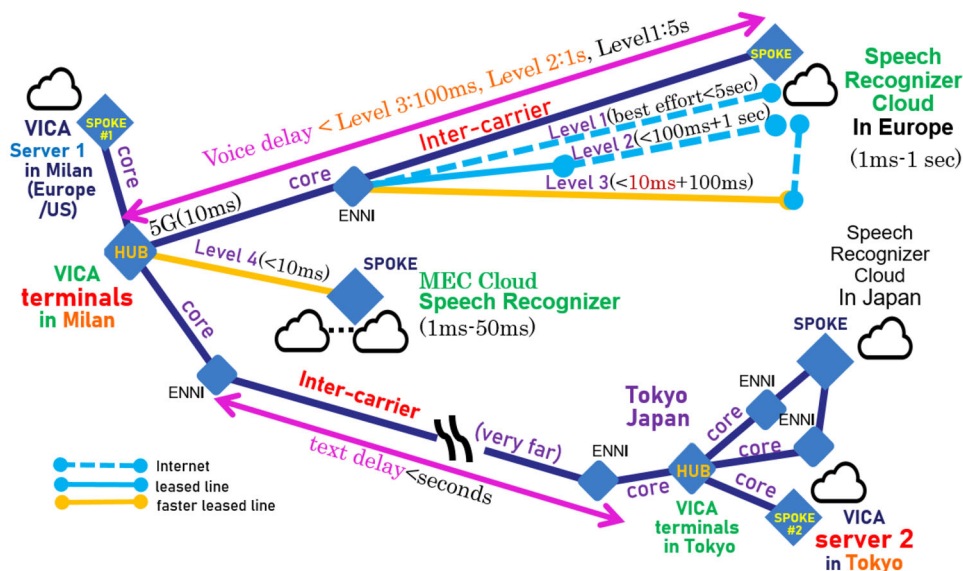 Voice delay < Level 3:100ms, Level 2:1s, Level1:5s
SPOKE
Speech
Recognizer
Cloud
In Europe
(1ms-1 sec)
VICA
Server 1
in Milan
(Europe
/US)
SPOKE
#1
core
Inter-carrier
Level 1(best effort<5sec)
Level 2(<100ms+1 sec)
Level 3(<10ms+100ms)
core
ENNI
5G(10ms)
HUB
Level 4(<10ms)
VICA
terminals
in Milan
SPOKE
MEC Cloud
Speech Recognizer
(1ms-50ms)
Speech
Recognizer
Cloud
In Japan
SPOKE
core
ENNI
Inter-carrier
(very far)
text delay<seconds
Tokyo
Japan
ENNI
ENNI
core
core
ENNI
core
HUB
core
VICA
terminals
in Tokyo
SPOKE
#2
VICA
server 2
in Tokyo
Internet
leased line
faster leased line